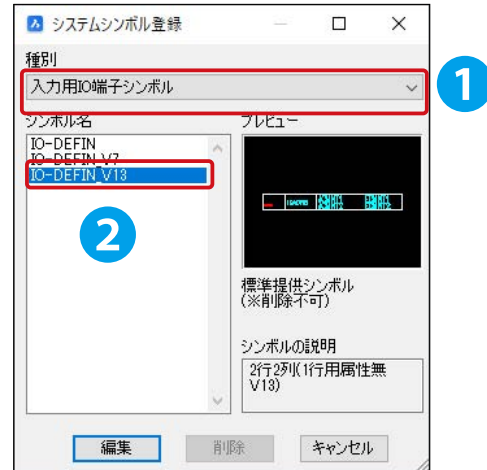 システムシンボル登録
種別
入力用IO端子シンボル
1
シンボル名
プレビュー
IO-DEFIN
IO-DEFIN_V7
IO-DEFIN_V13
2
標準提供シンボル
(※削除不可)
シンボルの説明
2行2列(1行用属性無
V13)
編集
削除
キャンセル